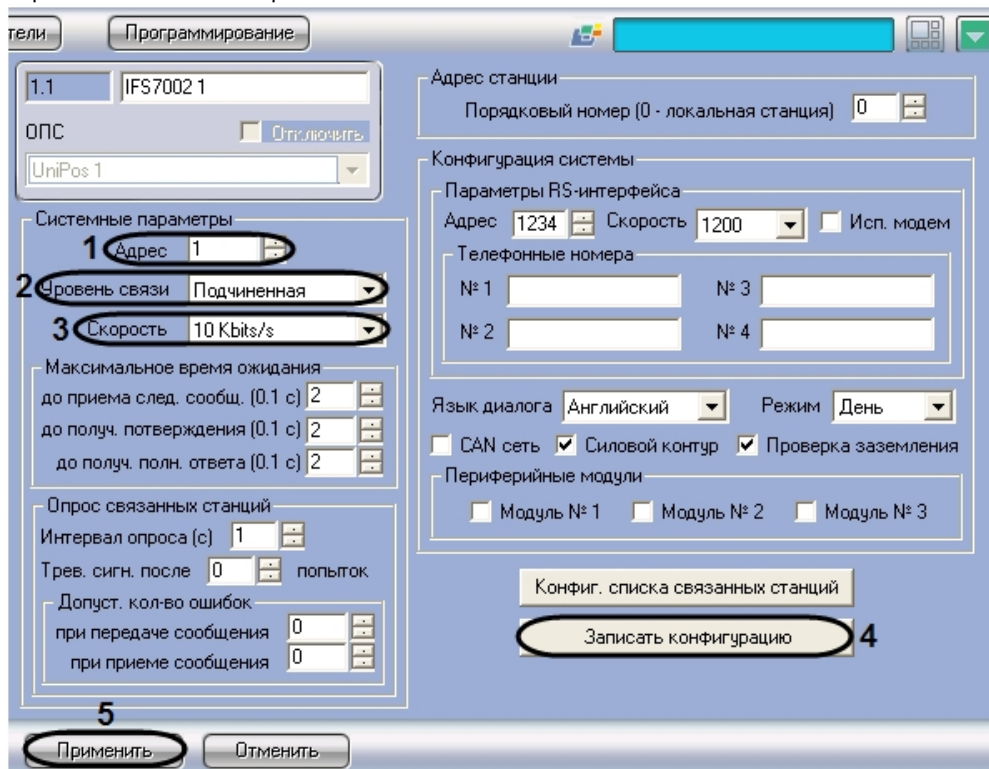 тели Программирование
1.1 IFS7002 1
ОПС Отключить
UniPos 1
Системные параметры
1 Адрес 1
2 Уровень связи Подчиненная
3 Скорость 10 Kbits/s
Максимальное время ожидания
до приема след. сообщ. (0.1 с) 2
до получ. потверждения (0.1 с) 2
до получ. полн. ответа (0.1 с) 2
Опрос связанных станций
Интервал опроса (с) 1
Трев. сигн. после 0 попыток
Допуст. кол-во ошибок
при передаче сообщения 0
при приеме сообщения 0
Адрес станции
Порядковый номер (0 - локальная станция) 0
Конфигурация системы
Параметры RS-интерфейса
Адрес 1234 Скорость 1200 Исп. модем
Телефонные номера
№ 1 № 3
№ 2 № 4
Язык диалога Английский Режим День
CAN сеть Силовой контур Проверка заземления
Периферийные модули
Модуль № 1 Модуль № 2 Модуль № 3
Конфиг. списка связанных станций
Записать конфигурацию 4
5
Применить Отменить